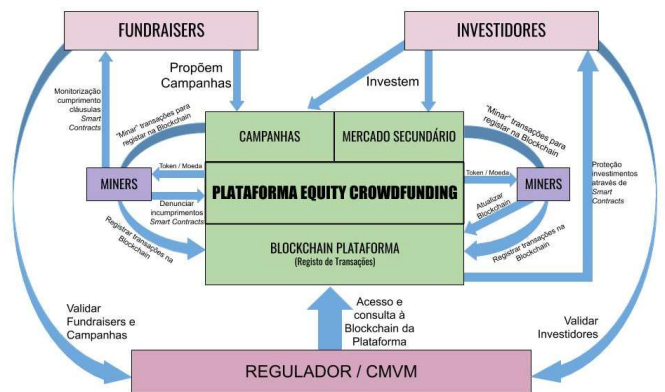 FUNDRAISERS
INVESTIDORES
Propõem
Campanhas
Investem
Monitorização
cumprimento
cláusulas
Smart
Contracts
"Minar" transações para
registar na Blockchain
CAMPANHAS
MERCADO SECUNDÁRIO
"Minar" transações para
registar na Blockchain
Token / Moeda
MINERS
PLATAFORMA EQUITY CROWDFUNDING
Token / Moeda
MINERS
Proteção
investimentos
através de
Smart
Contracts
Denunciar
incumprimentos
Smart Contracts
Atualizar
Blockchain
Registrar transações na
Blockchain
BLOCKCHAIN PLATAFORMA
(Registo de Transações)
Registrar transações na
Blockchain
Validar
Fundraisers e
Campanhas
Acesso e
consulta à
Blockchain da
Plataforma
Validar
Investidores
REGULADOR / CMVM